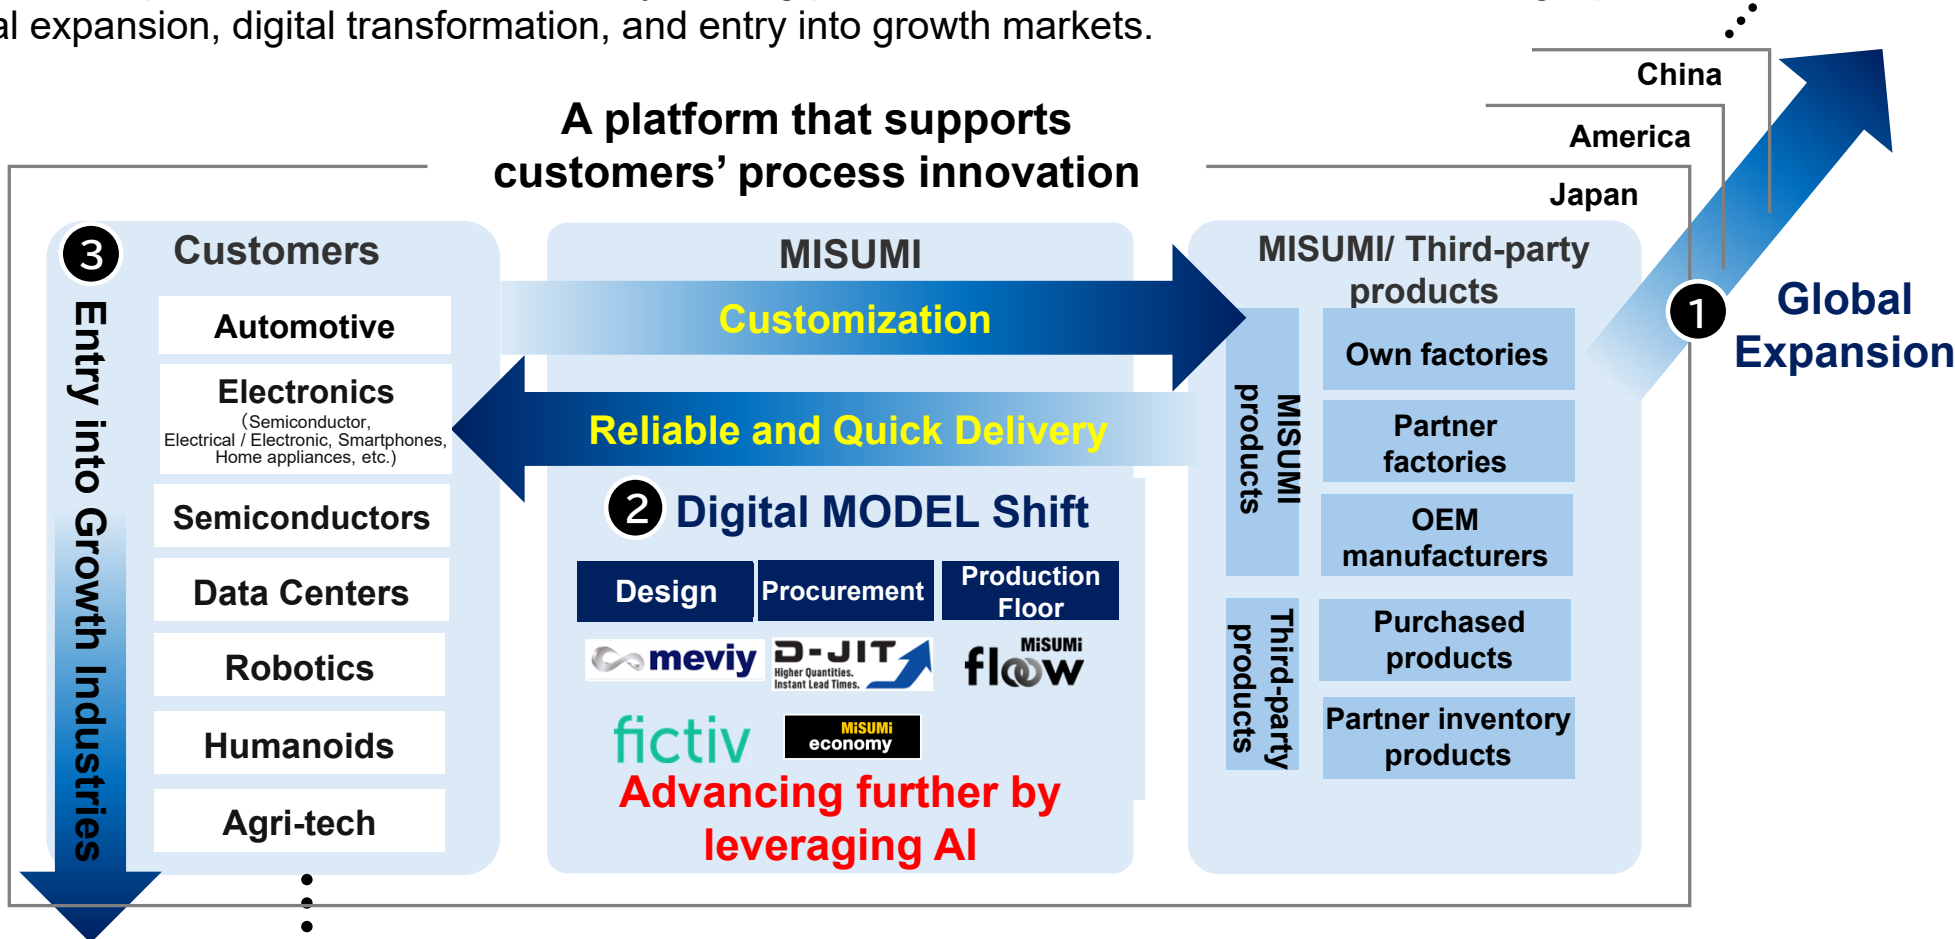 al expansion, digital transformation, and entry into growth markets.
A platform that supports
customers’ process innovation
China
America
Japan
1
Global
Expansion
3
Entry into Growth Industries
Customers
Automotive
Electronics
(Semiconductor,
Electrical / Electronic, Smartphones,
Home appliances, etc.)
Semiconductors
Data Centers
Robotics
Humanoids
Agri-tech
MISUMI
Customization
Reliable and Quick Delivery
2 Digital MODEL Shift
Design
Procurement
Production
Floor
meviy
D-JIT
Higher Quantities.
Instant Lead Times.
MiSUMi
floow
fictiv
MiSUMi
economy
Advancing further by
leveraging AI
MISUMI/ Third-party
products
MISUMI
products
Own factories
Partner
factories
OEM
manufacturers
Third-party
products
Purchased
products
Partner inventory
products